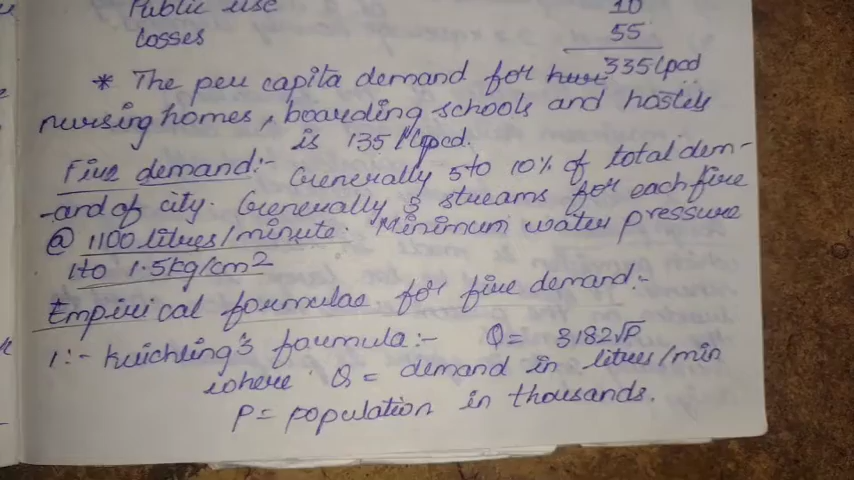 Public use 10
losses 55
335 lpcd
* The per capita demand for
nursing homes, boarding schools and hostels
is 135 lpcd.
Fire demand:- Generally 5 to 10% of total dem-
-and of city. Generally 3 streams for each fire
@ 1100 litres/minute. Minimum water pressure
1 to 1.5kg/cm2
Empirical formulas for fire demand:-
1:- Kuichling's formula:- Q= 3182√P
where Q = demand in litres/min
P= population in thousands.